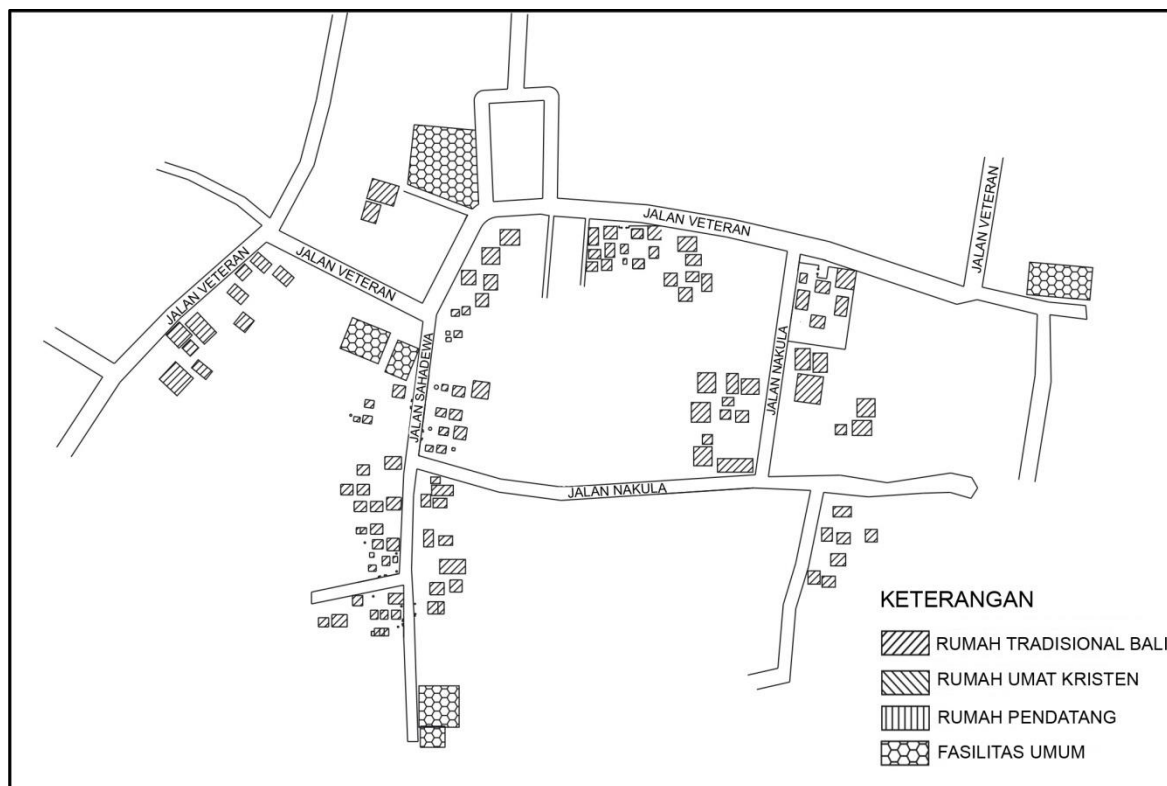 JALAN VETERAN
JALAN VETERAN
JALAN VETERAN
JALAN VETERAN
JALAN SAHADEWA
JALAN NAKULA
JALAN NAKULA
KETERANGAN
RUMAH TRADISIONAL BALI
RUMAH UMAT KRISTEN
RUMAH PENDATANG
FASILITAS UMUM